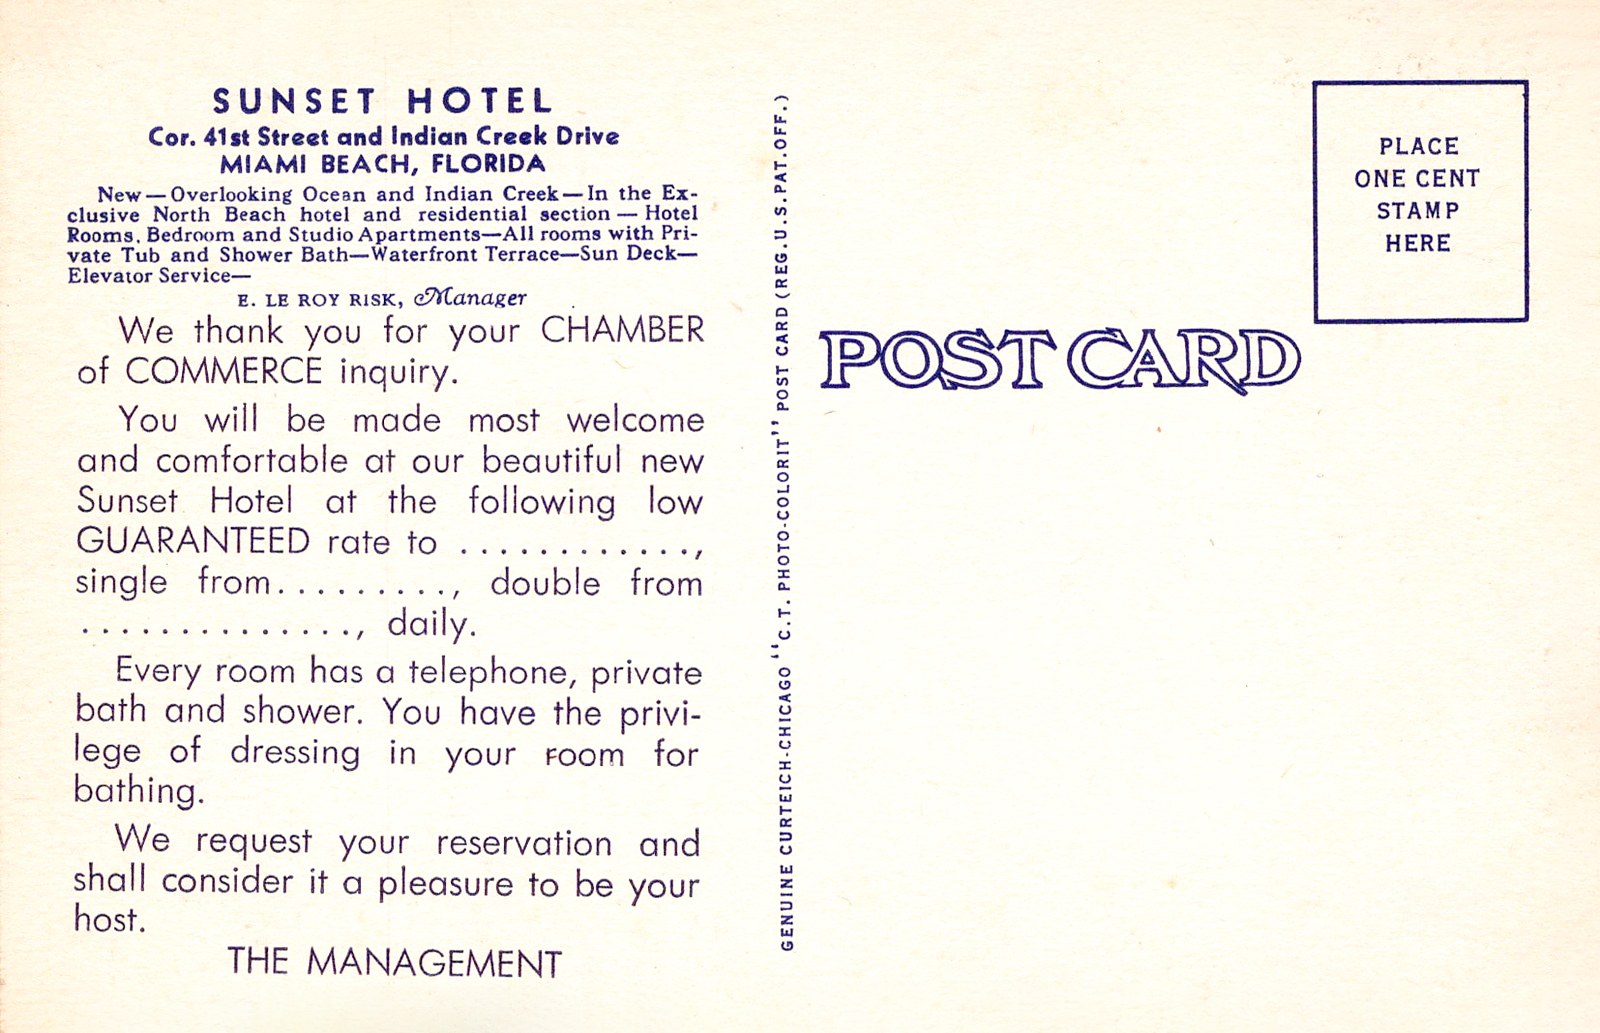 SUNSET HOTEL
Cor. 41st Street and Indian Creek Drive
MIAMI BEACH, FLORIDA
New—Overlooking Ocean and Indian Creek—In the Ex-
clusive North Beach hotel and residential section — Hotel
Rooms, Bedroom and Studio Apartments—All rooms with Pri-
vate Tub and Shower Bath—Waterfront Terrace—Sun Deck—
Elevator Service—
E. LE ROY RISK, Manager
We thank you for your CHAMBER
of COMMERCE inquiry.
You will be made most welcome
and comfortable at our beautiful new
Sunset Hotel at the following low
GUARANTEED rate to . . . . . . . . . . . .,
single from. . . . . . . . ., double from
. . . . . . . . . . . . . ., daily.
Every room has a telephone, private
bath and shower. You have the privi-
lege of dressing in your room for
bathing.
We request your reservation and
shall consider it a pleasure to be your
host.
THE MANAGEMENT
GENUINE CURTEICH-CHICAGO "C.T. PHOTO-COLORIT" POST CARD (REG.U.S.PAT.OFF.)
POST CARD
PLACE
ONE CENT
STAMP
HERE